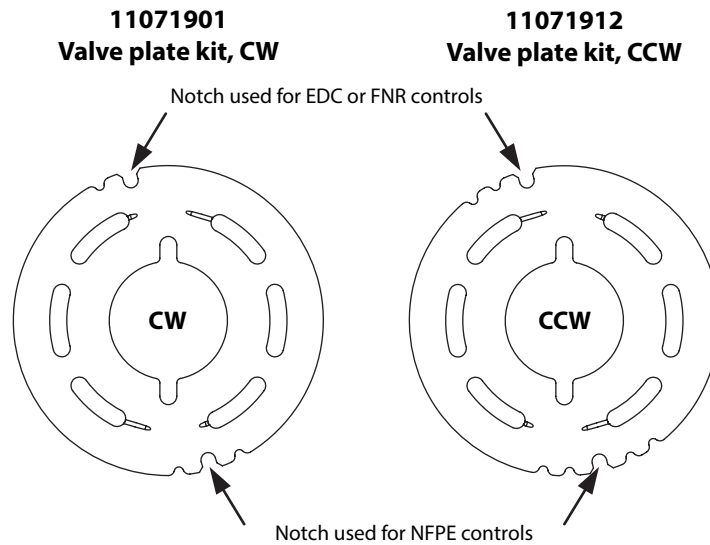 11071901
Valve plate kit, CW
11071912
Valve plate kit, CCW
Notch used for EDC or FNR controls
CW
CCW
Notch used for NFPE controls